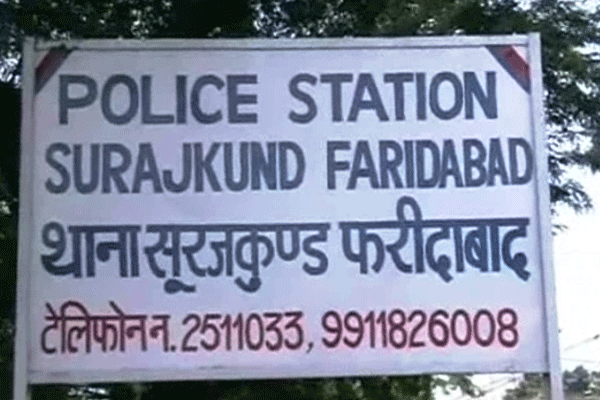 POLICE STATION
SURAJKUND FARIDABAD
थाना सूरजकुण्ड फरीदाबाद
टेलिफोन न. 2511033, 9911826008